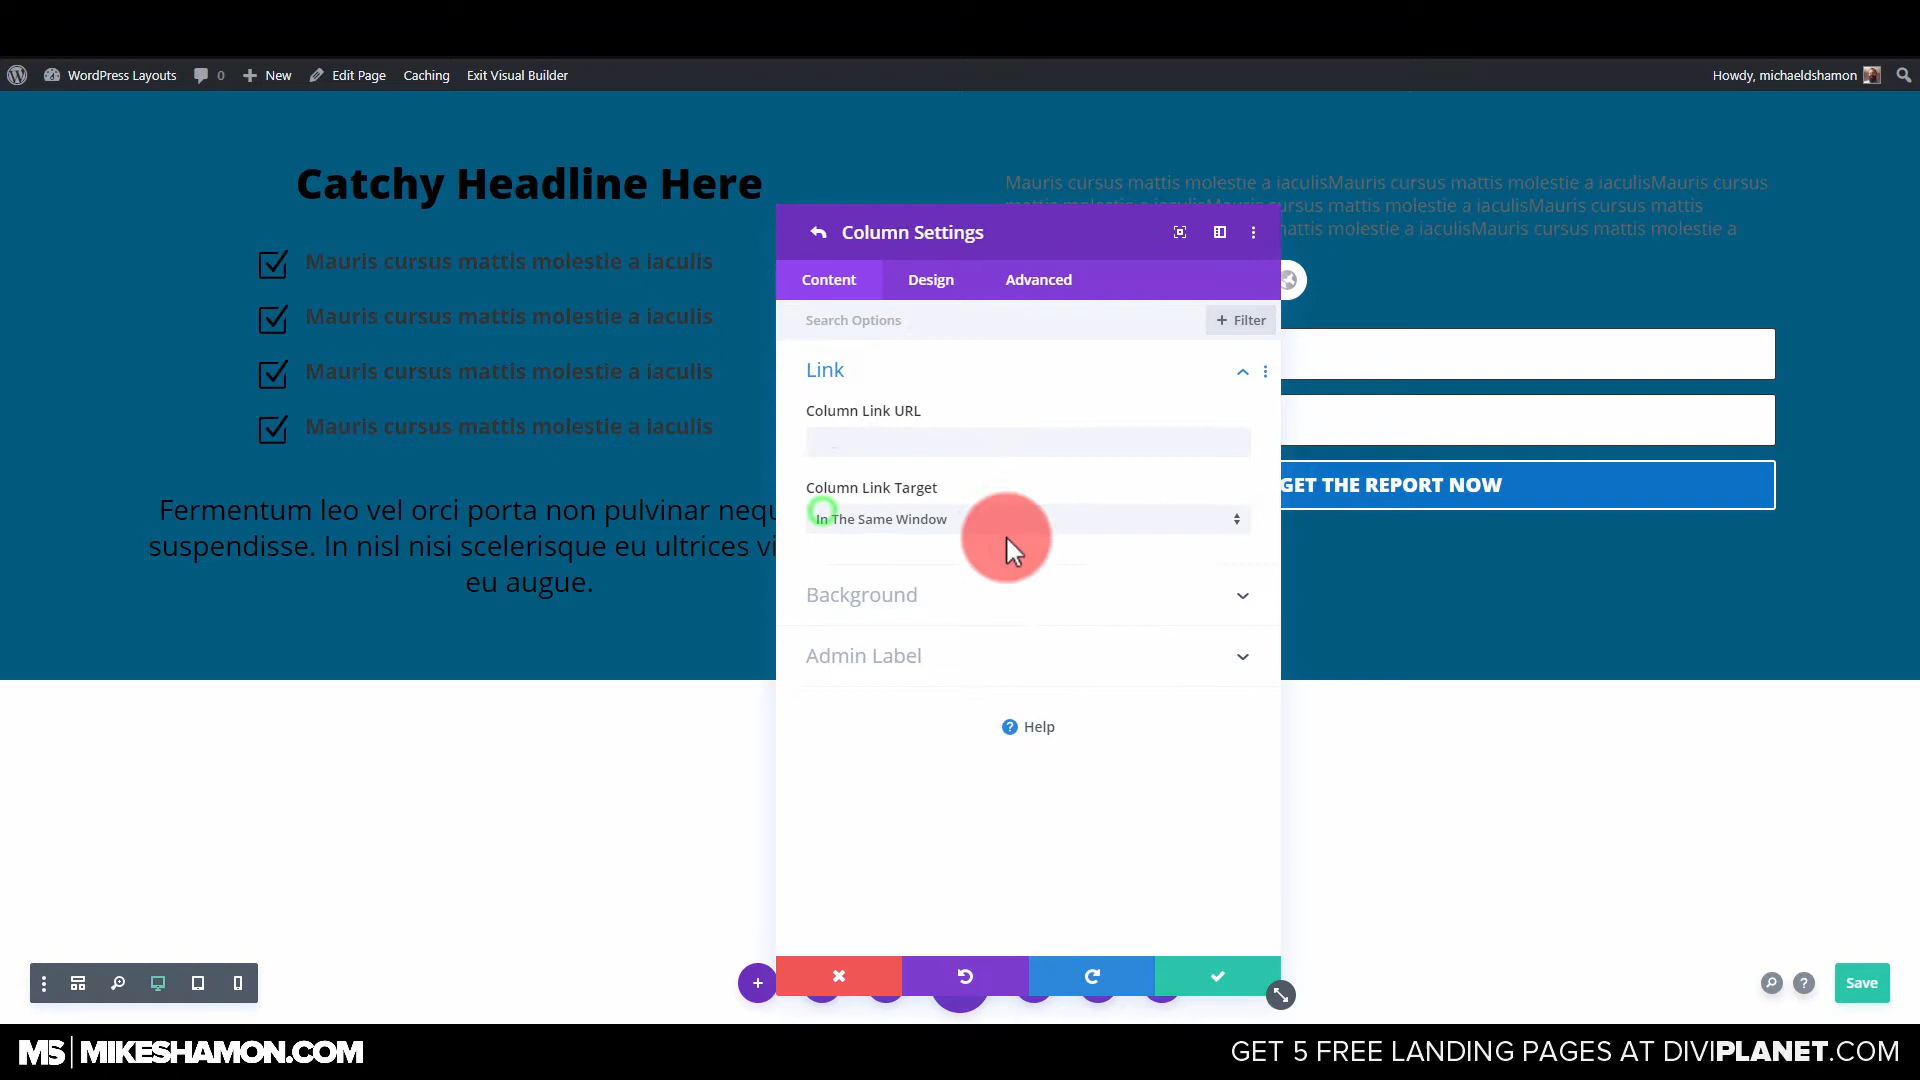 WordPress Layouts 0 New Edit Page Caching Exit Visual Builder Howdy, michaeldshamon
Catchy Headline Here
Mauris cursus mattis molestie a iaculis
Mauris cursus mattis molestie a iaculis
Mauris cursus mattis molestie a iaculis
Mauris cursus mattis molestie a iaculis
Fermentum leo vel orci porta non pulvinar nequ
suspendisse. In nisl nisi scelerisque eu ultrices vi
eu augue.
Mauris cursus mattis molestie a iaculisMauris cursus mattis molestie a iaculisMauris cursus
mattis molestie a iaculisMauris cursus mattis molestie a iaculisMauris cursus mattis
mattis molestie a iaculisMauris cursus mattis molestie a
Column Settings
Content Design Advanced
Search Options + Filter
Link
Column Link URL
Column Link Target
In The Same Window
Background
Admin Label
? Help
GET THE REPORT NOW
? Save
MS | MIKESHAMON.COM
GET 5 FREE LANDING PAGES AT DIVIPLANET.COM